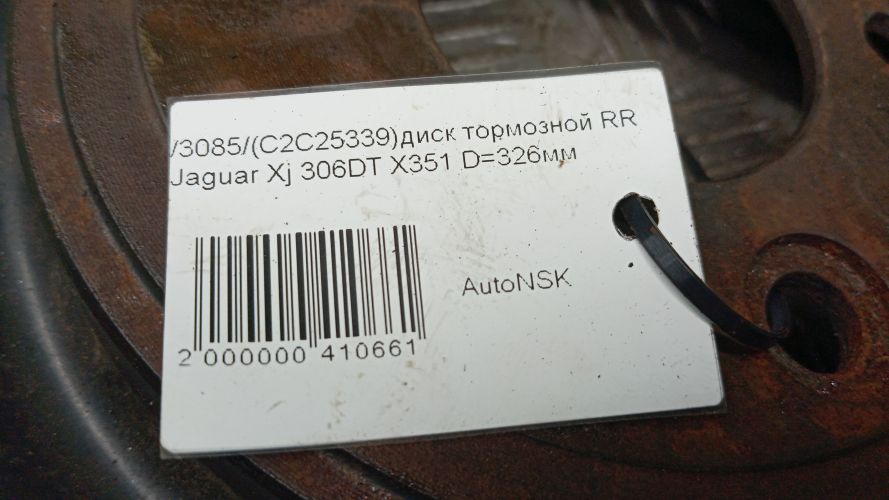 /3085/(C2C25339)диск тормозной RR
Jaguar Xj 306DT X351 D=326мм
AutoNSK
2 000000 410661